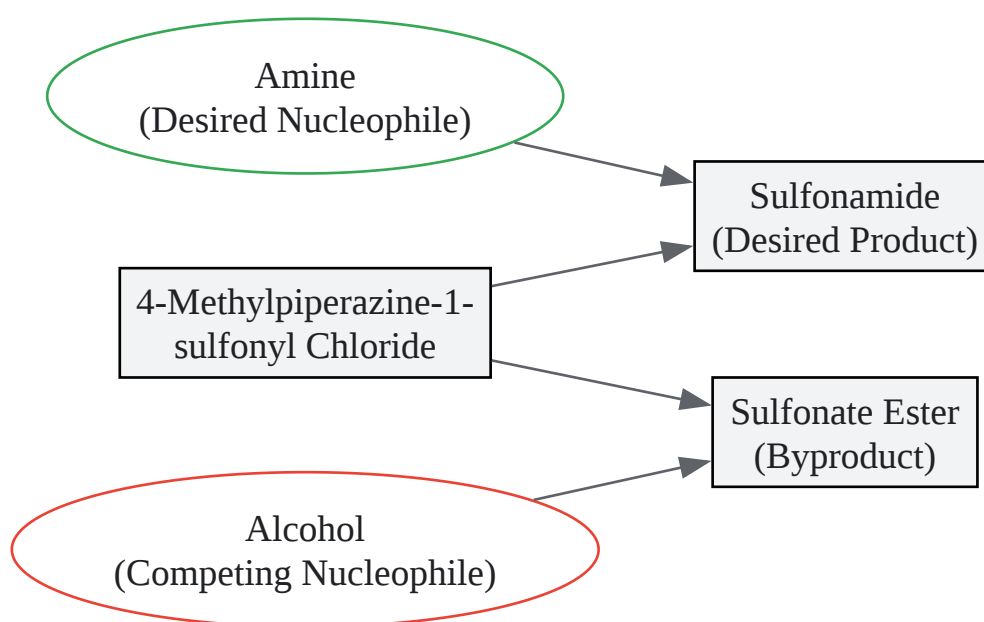 Amine
(Desired Nucleophile)
Sulfonamide
(Desired Product)
4-Methylpiperazine-1-
sulfonyl Chloride
Sulfonate Ester
(Byproduct)
Alcohol
(Competing Nucleophile)